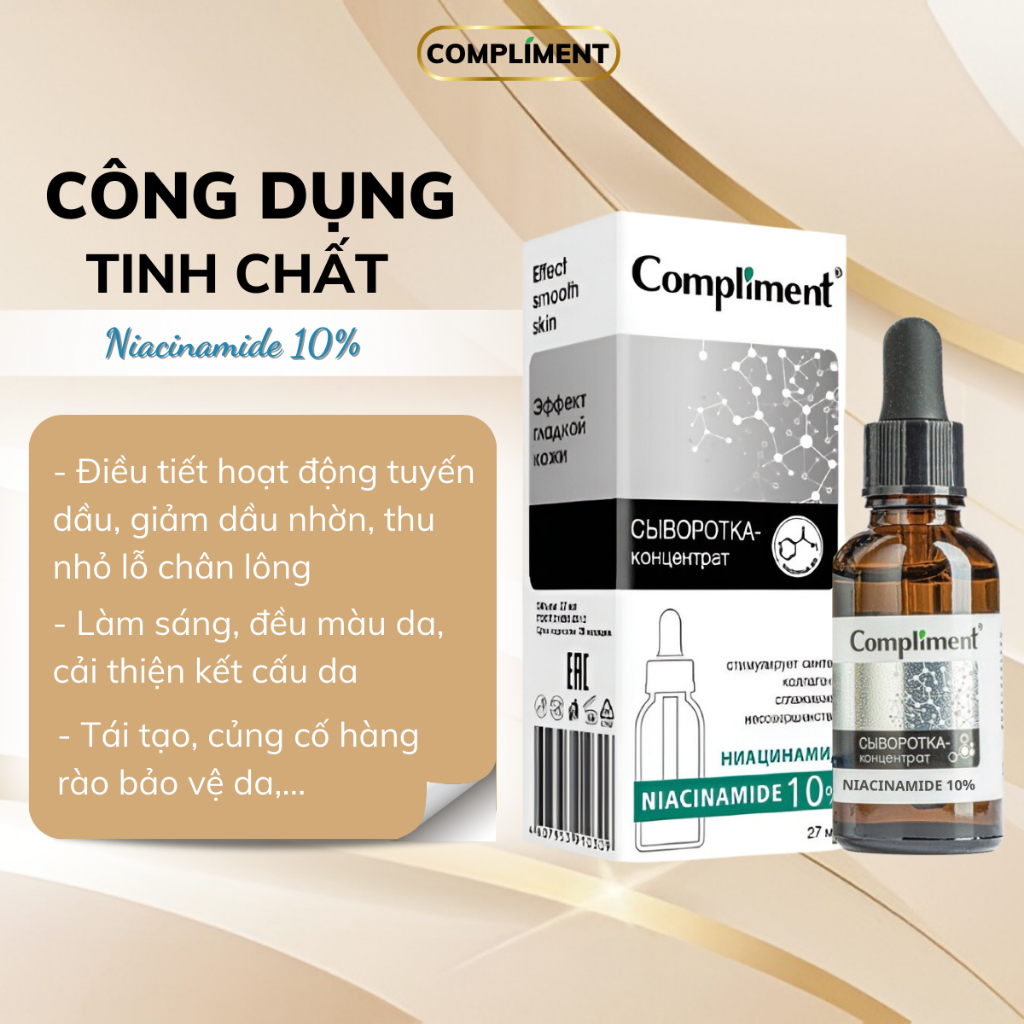 COMPLIMENT
CÔNG DỤNG
TINH CHẤT
Niacinamide 10%
- Điều tiết hoạt động tuyến
dầu, giảm dầu nhờn, thu
nhỏ lỗ chân lông
- Làm sáng, đều màu da,
cải thiện kết cấu da
- Tái tạo, củng cố hàng
rào bảo vệ da,...
Effect
smooth
skin
Эффект
гладкой
кожи
Compliment
СЫВОРОТКА-
концентрат
EAC
стимулирует
НИАЦИНАМИ
NIACINAMIDE 10%
27 м
Compliment
СЫВОРОТКА-
концентрат
NIACINAMIDE 10%